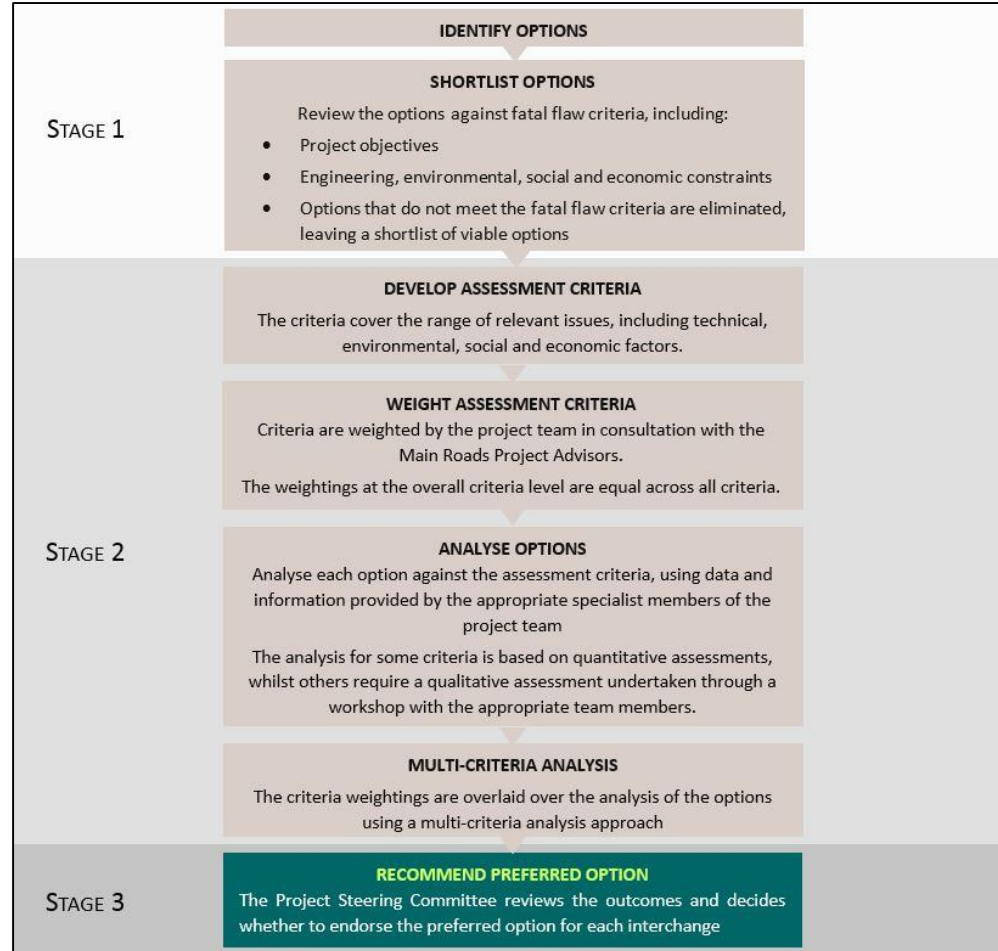 IDENTIFY OPTIONS
STAGE 1
SHORTLIST OPTIONS
Review the options against fatal flaw criteria, including:
• Project objectives
• Engineering, environmental, social and economic constraints
• Options that do not meet the fatal flaw criteria are eliminated,
leaving a shortlist of viable options
STAGE 2
DEVELOP ASSESSMENT CRITERIA
The criteria cover the range of relevant issues, including technical,
environmental, social and economic factors.
WEIGHT ASSESSMENT CRITERIA
Criteria are weighted by the project team in consultation with the
Main Roads Project Advisors.
The weightings at the overall criteria level are equal across all criteria.
ANALYSE OPTIONS
Analyse each option against the assessment criteria, using data and
information provided by the appropriate specialist members of the
project team
The analysis for some criteria is based on quantitative assessments,
whilst others require a qualitative assessment undertaken through a
workshop with the appropriate team members.
MULTI-CRITERIA ANALYSIS
The criteria weightings are overlaid over the analysis of the options
using a multi-criteria analysis approach
STAGE 3
RECOMMEND PREFERRED OPTION
The Project Steering Committee reviews the outcomes and decides
whether to endorse the preferred option for each interchange